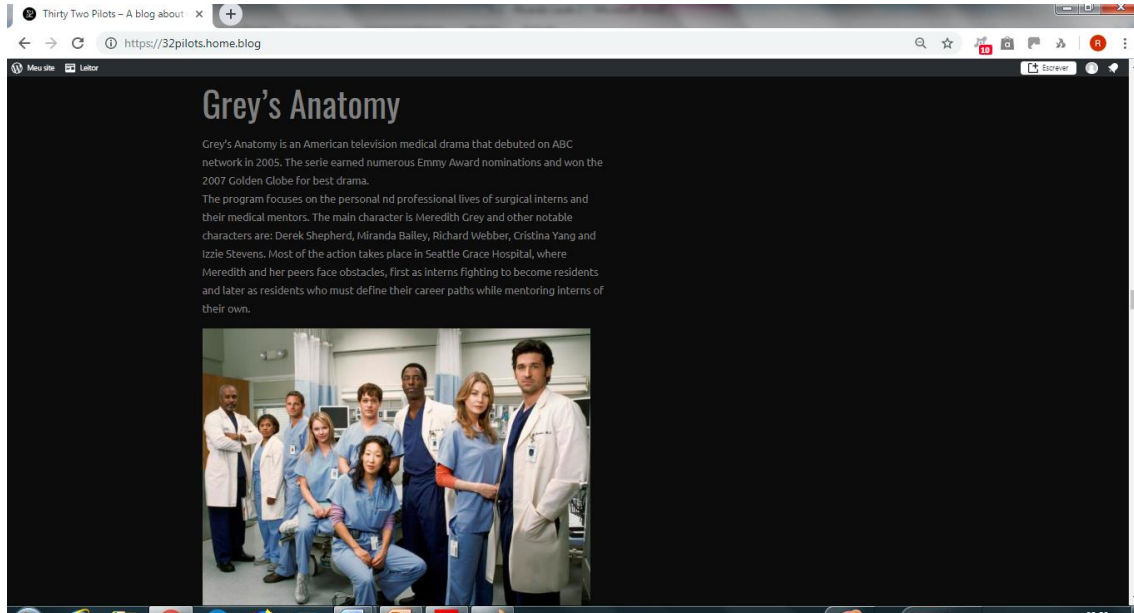 Thirty Two Pilots – A blog about
https://32pilots.home.blog
10
R
Meu site
Leitor
Escrever
Grey's Anatomy
Grey's Anatomy is an American television medical drama that debuted on ABC
network in 2005. The serie earned numerous Emmy Award nominations and won the
2007 Golden Globe for best drama.
The program focuses on the personal nd professional lives of surgical interns and
their medical mentors. The main character is Meredith Grey and other notable
characters are: Derek Shepherd, Miranda Bailey, Richard Webber, Cristina Yang and
Izzie Stevens. Most of the action takes place in Seattle Grace Hospital, where
Meredith and her peers face obstacles, first as interns fighting to become residents
and later as residents who must define their career paths while mentoring interns of
their own.